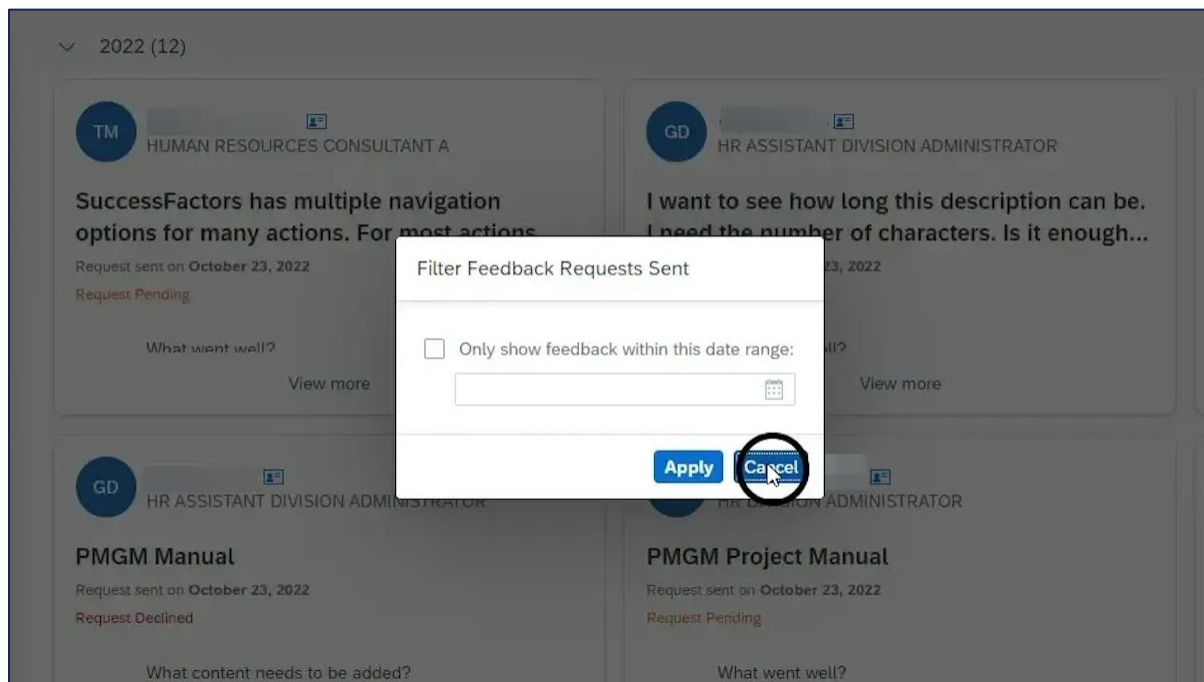 2022 (12)
TM
HUMAN RESOURCES CONSULTANT A
SuccessFactors has multiple navigation
options for many actions. For most actions
Request sent on October 23, 2022
Request Pending
What went well?
View more
GD
HR ASSISTANT DIVISION ADMINISTRATOR
I want to see how long this description can be.
I need the number of characters. Is it enough...
23, 2022
View more
Filter Feedback Requests Sent
Only show feedback within this date range:
Apply
Cancel
GD
HR ASSISTANT DIVISION ADMINISTRATOR
PMGM Manual
Request sent on October 23, 2022
Request Declined
What content needs to be added?
HR DIVISION ADMINISTRATOR
PMGM Project Manual
Request sent on October 23, 2022
Request Pending
What went well?